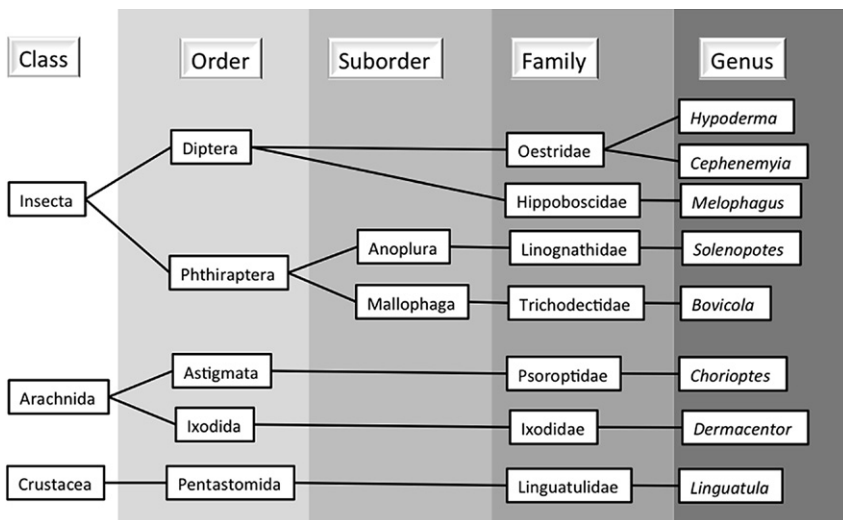 Class Order Suborder Family Genus
Hypoderma
Diptera Oestridae
Cephenemyia
Insecta Hippoboscidae Melophagus
Anoplura Linognathidae Solenopotes
Phthiraptera
Mallophaga Trichodectidae Bovicola
Astigmata Psoroptidae Chorioptes
Arachnida
Ixodida Ixodidae Dermacentor
Crustacea Pentastomida Linguatulidae Linguatula